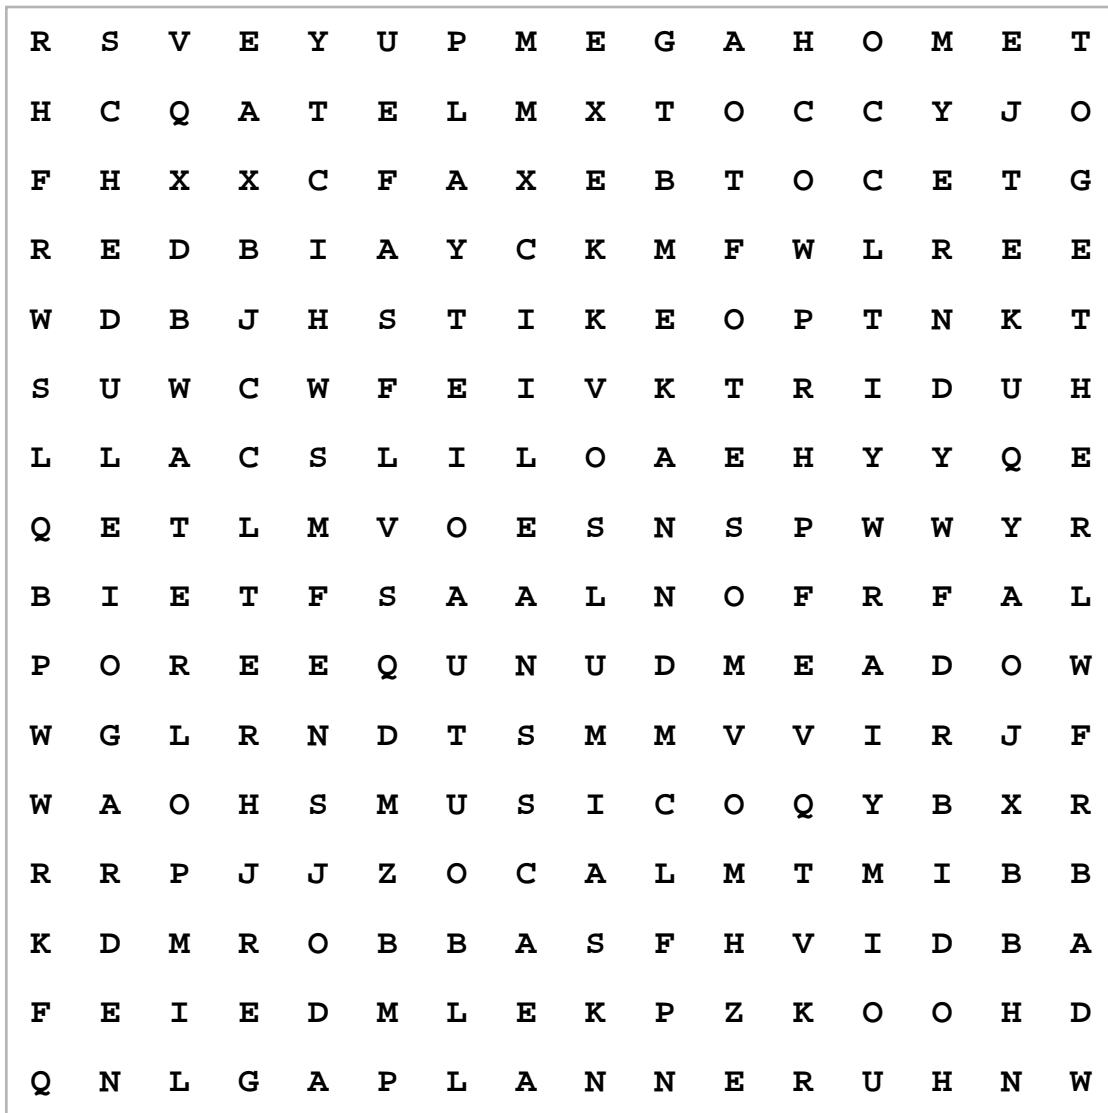 R S V E Y U P M E G A H O M E T
H C Q A T E L M X T O C C Y J O
F H X X C F A X E B T O C E T G
R E D B I A Y C K M F W L R E E
W D B J H S T I K E O P T N K T
S U W C W F E I V K T R I D U H
L L A C S L I L O A E H Y Y Q E
Q E T L M V O E S N S P W W Y R
B I E T F S A A L N O F R F A L
P O R E E Q U N U D M E A D O W
W G L R N D T S M M V V I R J F
W A O H S M U S I C O Q Y B X R
R R P J J Z O C A L M T M I B B
K D M R O B B A S F H V I D B A
F E I E D M L E K P Z K O O H D
Q N L G A P L A N N E R U H N W